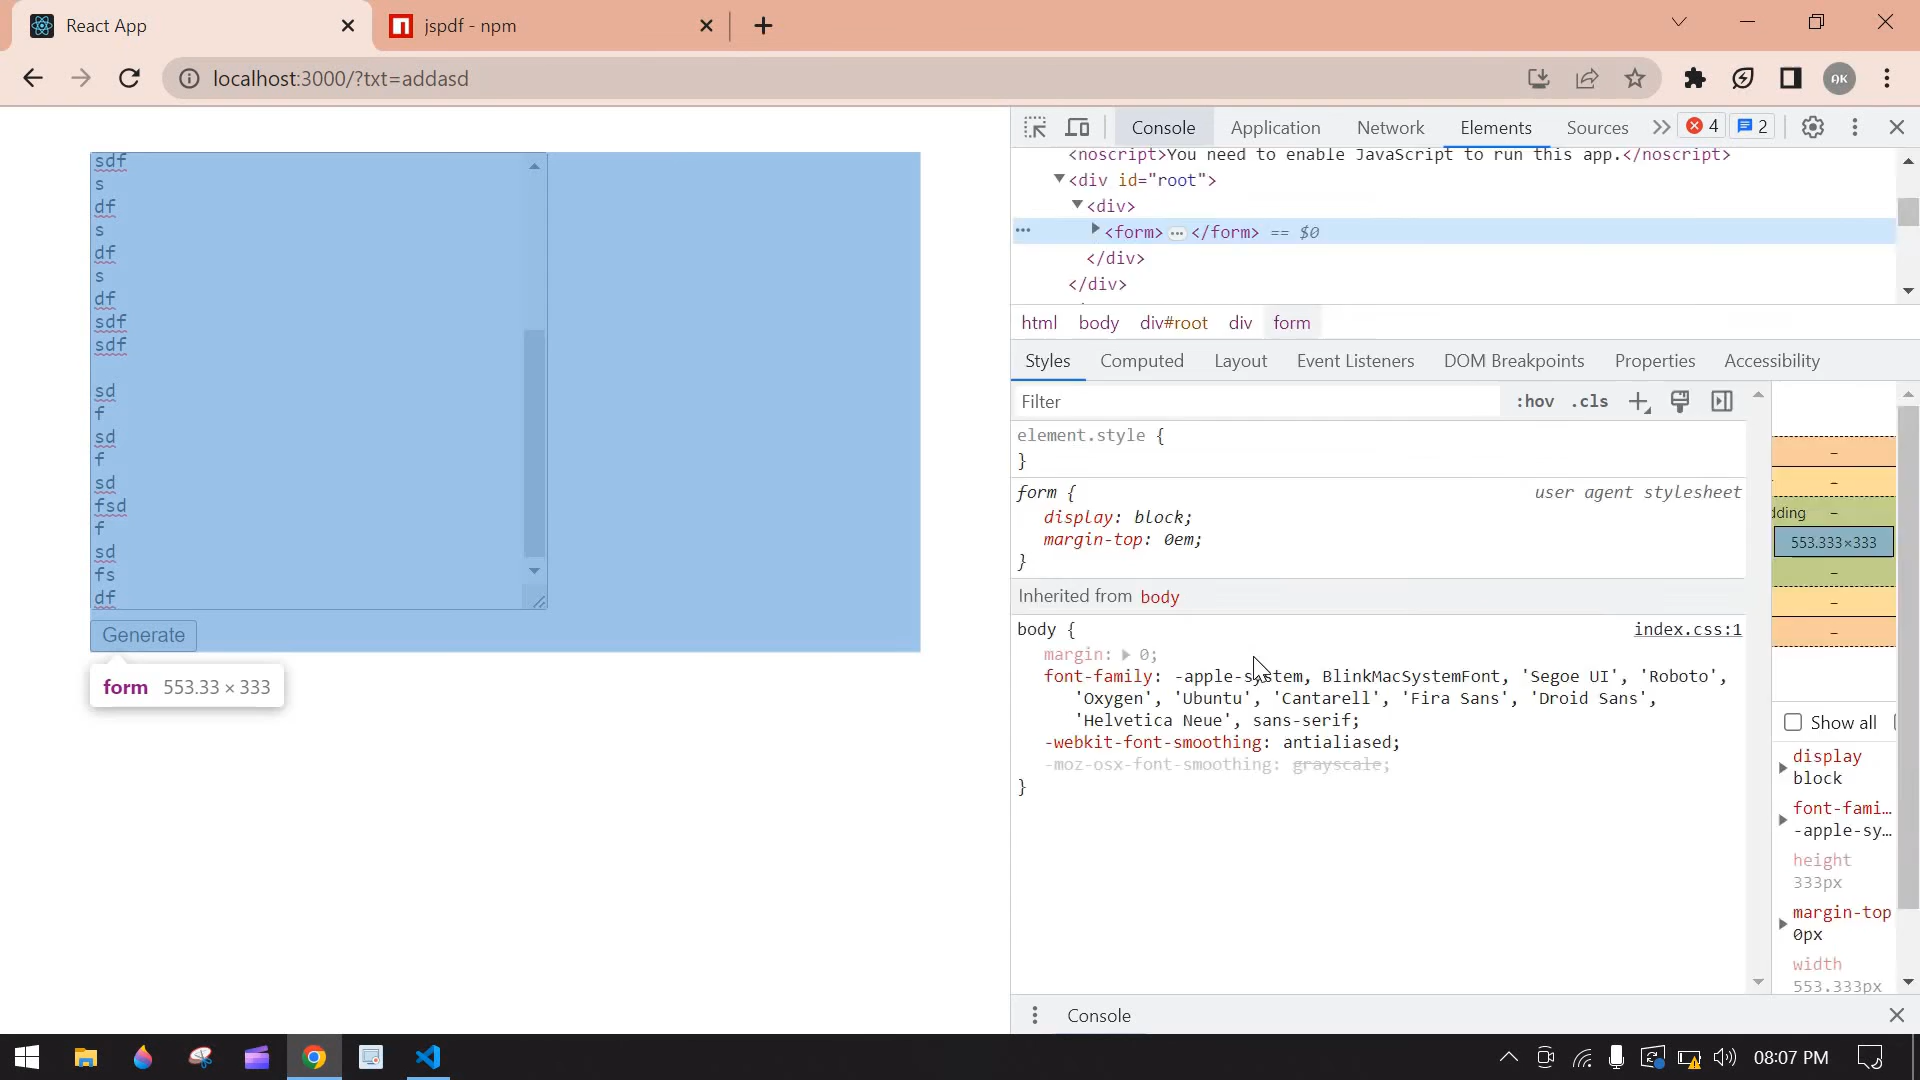 React App
jspdf - npm
localhost:3000/?txt=addasd
AK
sdf
s
df
s
df
s
df
sdf
sdf
sd
f
sd
f
sd
fsd
f
sd
fs
df
Generate
form 553.33 × 333
Console Application Network Elements Sources 4 2
<noscript>You need to enable JavaScript to run this app.</noscript>
<div id="root">
<div>
<form> … </form> == $0
</div>
</div>
html body div#root div form
Styles Computed Layout Event Listeners DOM Breakpoints Properties Accessibility
Filter :hov .cls
element.style {
}
form { user agent stylesheet
display: block;
margin-top: 0em;
}
Inherited from body
body { index.css:1
margin: 0;
font-family: -apple-system, BlinkMacSystemFont, 'Segoe UI', 'Roboto',
'Oxygen', 'Ubuntu', 'Cantarell', 'Fira Sans', 'Droid Sans',
'Helvetica Neue', sans-serif;
-webkit-font-smoothing: antialiased;
-moz-osx-font-smoothing: grayscale;
}
–
–
dding –
553.333×333
–
–
–
Show all
display
block
font-fami…
-apple-sy…
height
333px
margin-top
0px
width
553.333px
Console
08:07 PM